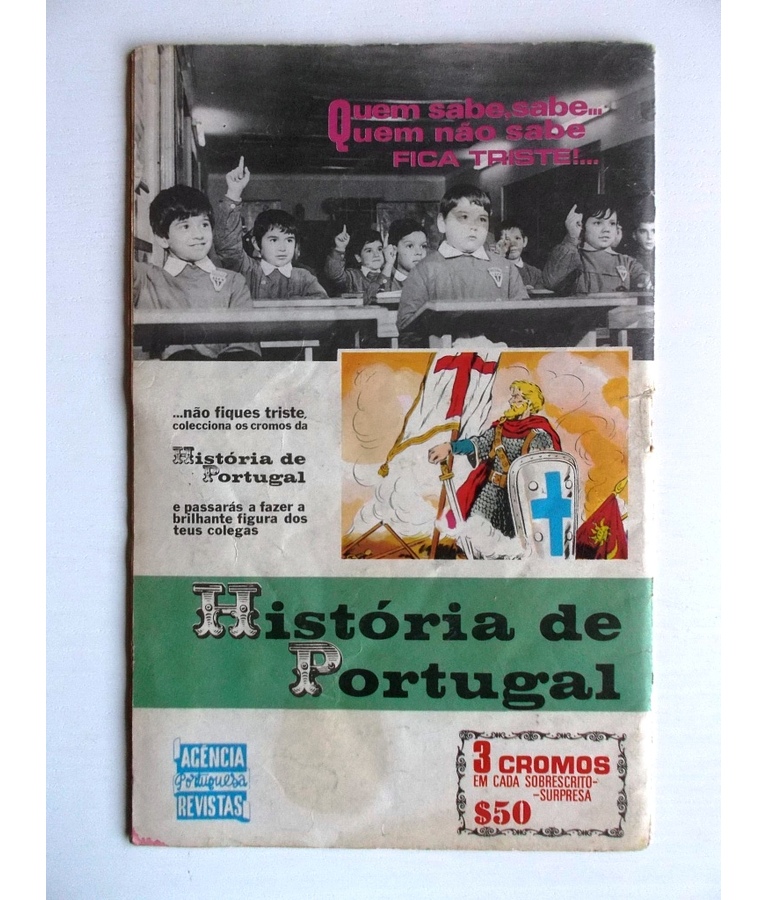 Quem sabe, sabe...
Quem não sabe
FICA TRISTE!...
...não fiques triste,
colecciona os cromos da
História de
Portugal
e passarás a fazer a
brilhante figura dos
teus colegas
História de
Portugal
AGÊNCIA
Portuguesa
REVISTAS
3 CROMOS
EM CADA SOBRESCRITO-
-SURPRESA
$50